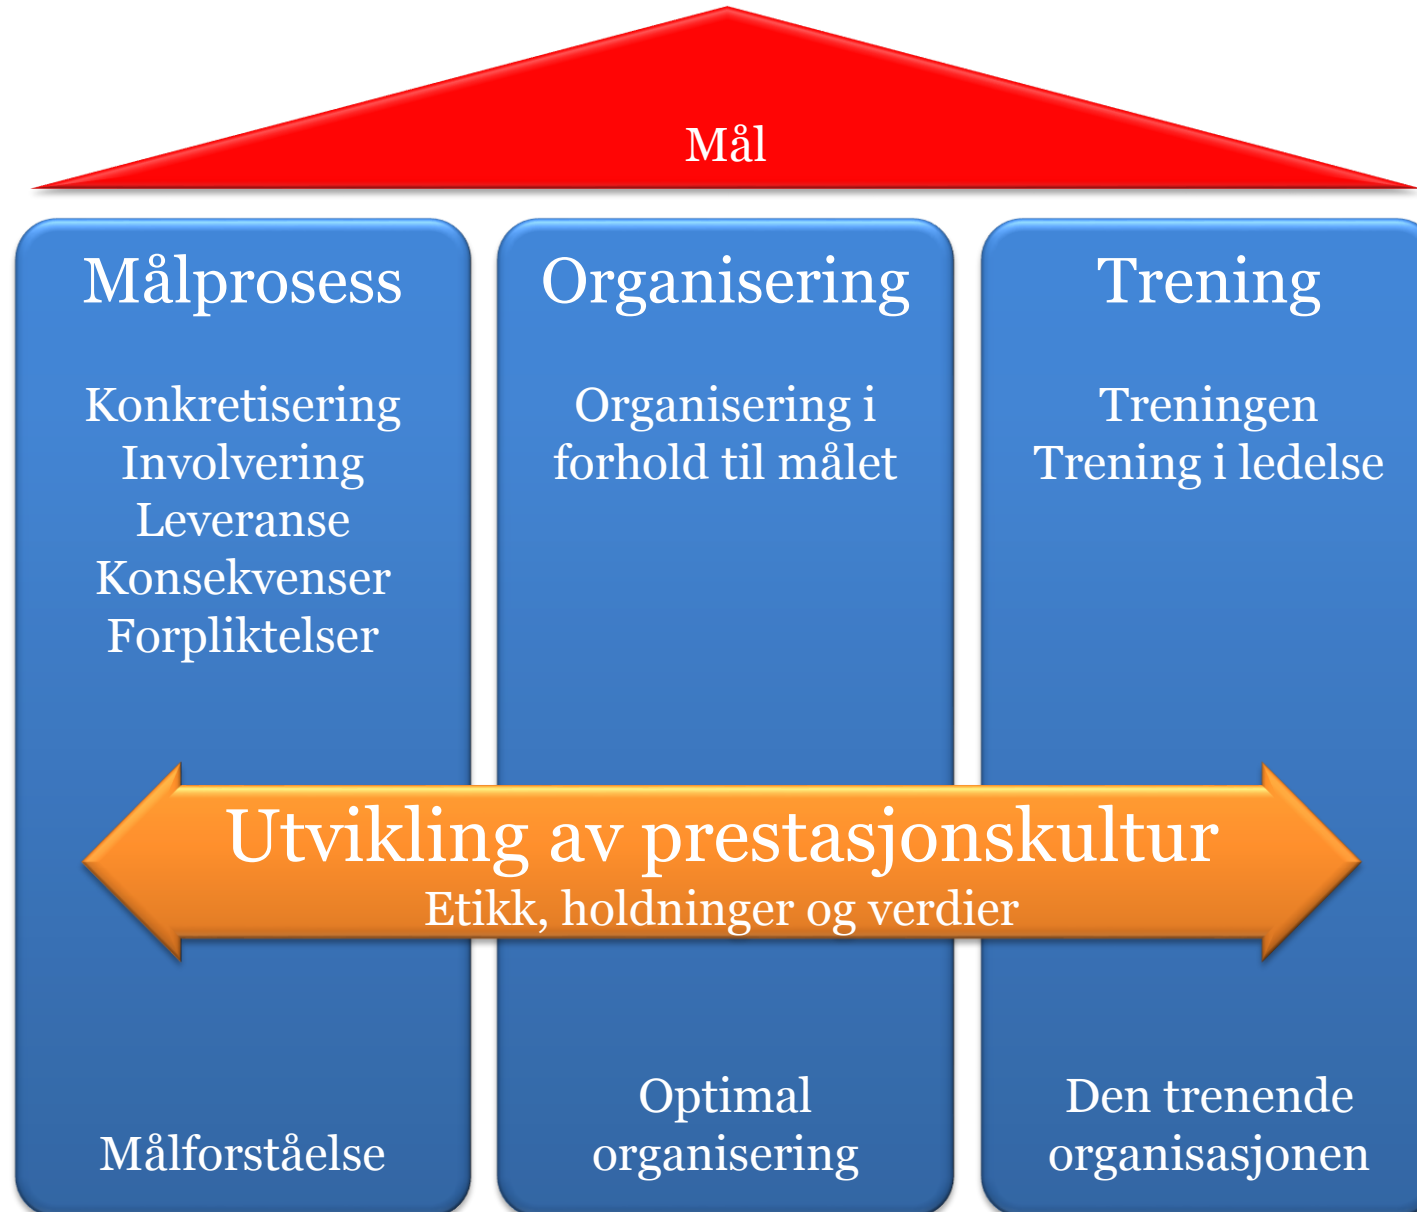 Mål
Målprosess
Konkretisering
Involvering
Leveranse
Konsekvenser
Forpliktelser
Målforståelse
Organisering
Organisering i
forhold til målet
Optimal
organisering
Trening
Treningen
Trening i ledelse
Den trenende
organisasjonen
Utvikling av prestasjonskultur
Etikk, holdninger og verdier